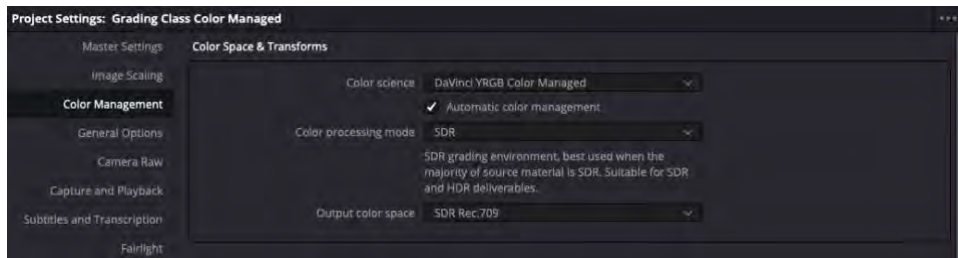 Project Settings: Grading Class Color Managed
Master Settings
Color Space & Transforms
Image Scaling
Color science DaVinci YRGB Color Managed
Color Management
Automatic color management
General Options
Color processing mode SDR
SDR grading environment, best used when the
Camera Raw
majority of source material is SDR. Suitable for SDR
and HDR deliverables.
Capture and Playback
Subtitles and Transcription
Output color space SDR Rec.709
Fairlight